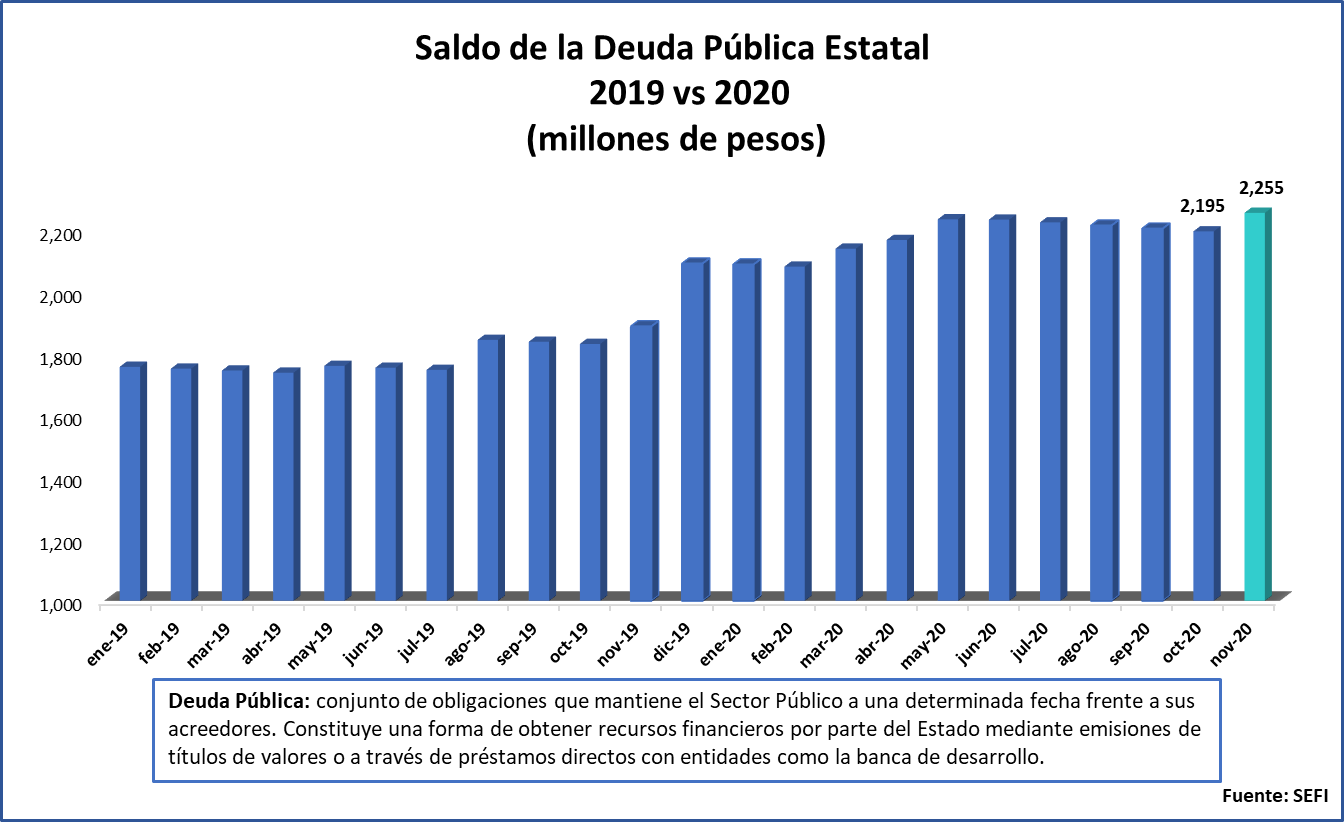 Saldo de la Deuda Pública Estatal
2019 vs 2020
(millones de pesos)
2,255
2,195
2,200
2,000
1,800
1,600
1,400
1,200
1,000
ene-19
feb-19
mar-19
abr-19
may-19
jun-19
jul-19
ago-19
sep-19
oct-19
nov-19
dic-19
ene-20
feb-20
mar-20
abr-20
may-20
jun-20
jul-20
ago-20
sep-20
oct-20
nov-20
Deuda Pública: conjunto de obligaciones que mantiene el Sector Público a una determinada fecha frente a sus
acreedores. Constituye una forma de obtener recursos financieros por parte del Estado mediante emisiones de
títulos de valores o a través de préstamos directos con entidades como la banca de desarrollo.
Fuente: SEFI